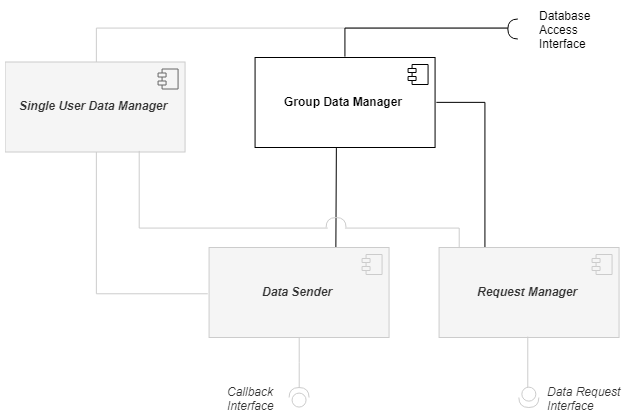 Database
Access
Interface
Single User Data Manager
Group Data Manager
Data Sender
Request Manager
Callback
Interface
Data Request
Interface